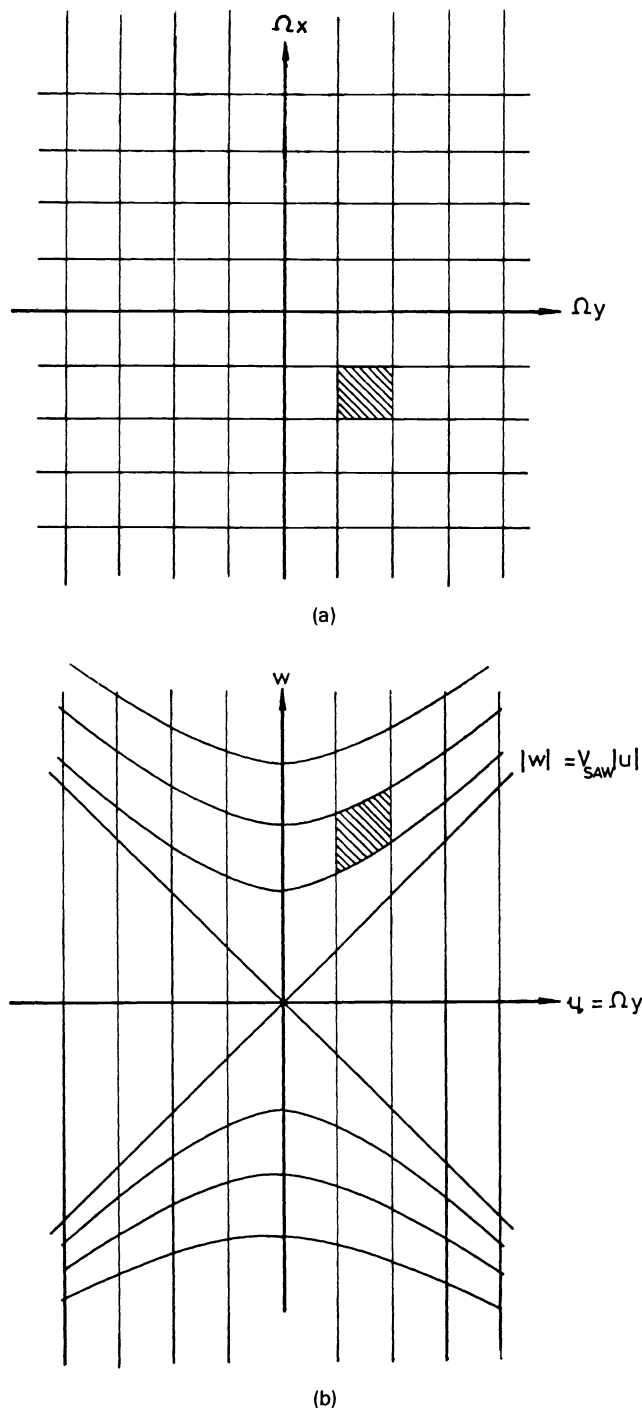 Ωx
Ωy
(a)
w
|w| = V_SAW |u|
u = Ωy
(b)